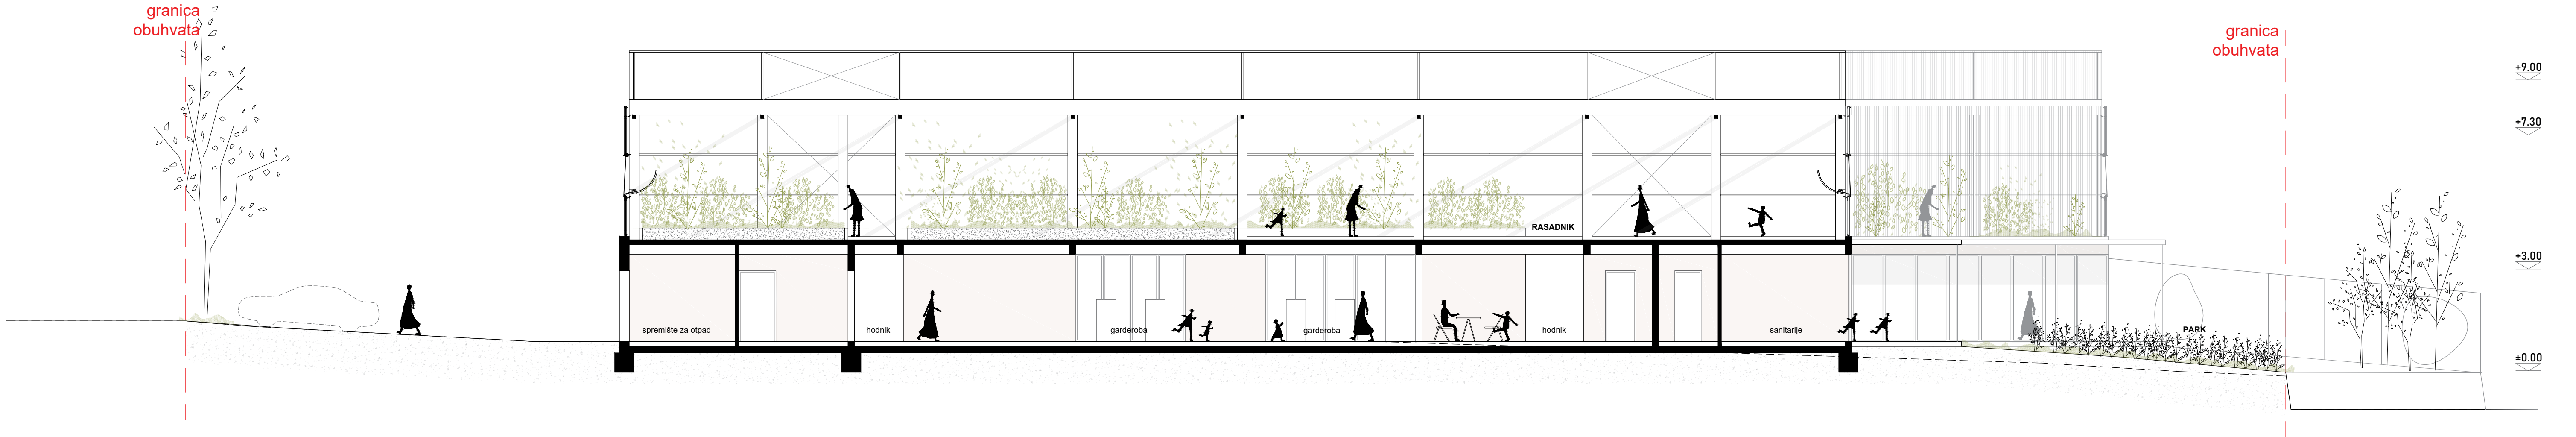 granica
obuhvata
granica
obuhvata
+9.00
+7.30
RASADNIK
+3.00
spremište za otpad
hodnik
garderoba
garderoba
hodnik
sanitarije
PARK
±0.00